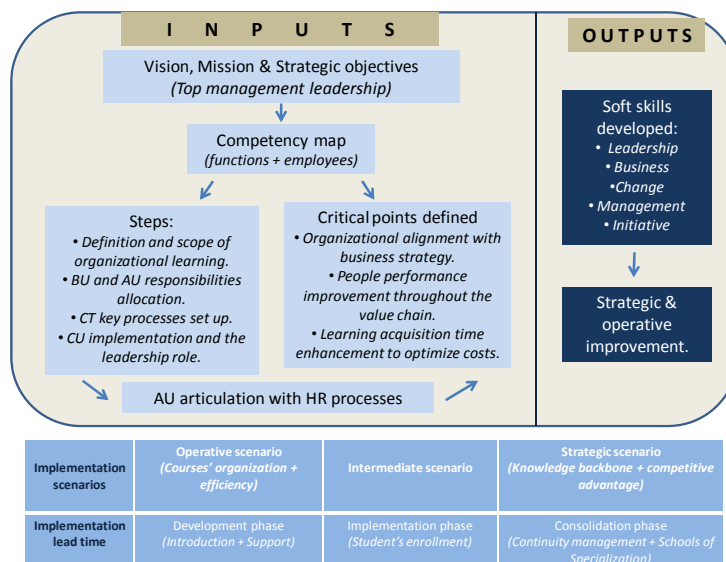 I N P U T S
OUTPUTS
Vision, Mission & Strategic objectives
(Top management leadership)
Competency map
(functions + employees)
Steps:
• Definition and scope of
organizational learning.
• BU and AU responsibilities
allocation.
• CT key processes set up.
• CU implementation and the
leadership role.
Critical points defined
• Organizational alignment with
business strategy.
• People performance
improvement throughout the
value chain.
• Learning acquisition time
enhancement to optimize costs.
AU articulation with HR processes
Soft skills
developed:
• Leadership
• Business
•Change
• Management
• Initiative
Strategic &
operative
improvement.
Implementation
scenarios
Operative scenario
(Courses' organization +
efficiency)
Intermediate scenario
Strategic scenario
(Knowledge backbone + competitive
advantage)
Implementation
lead time
Development phase
(Introduction + Support)
Implementation phase
(Student's enrollment)
Consolidation phase
(Continuity management + Schools of
Specialization)